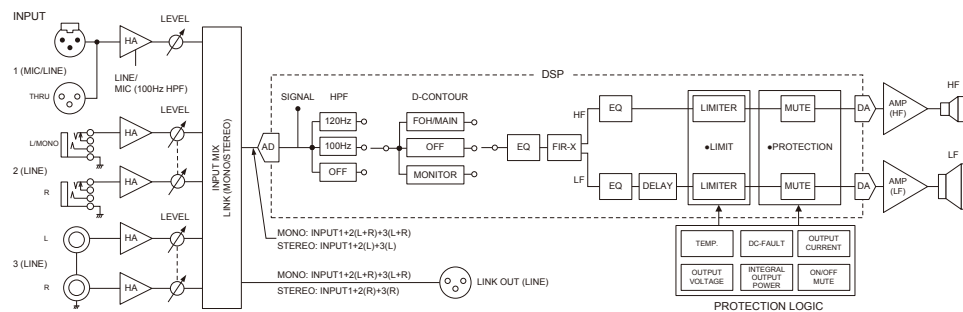 INPUT
LEVEL
HA
1 (MIC/LINE)
LINE/
MIC (100Hz HPF)
THRU
LEVEL
HA
L/MONO
2 (LINE)
HA
R
LEVEL
L
HA
3 (LINE)
R
HA
INPUT MIX
LINK (MONO/STEREO)
DSP
AD
SIGNAL
HPF
120Hz
100Hz
OFF
D-CONTOUR
FOH/MAIN
OFF
MONITOR
EQ
FIR-X
HF
EQ
LF
EQ
DELAY
LIMITER
●LIMIT
LIMITER
MUTE
●PROTECTION
MUTE
DA
AMP
(HF)
HF
DA
AMP
(LF)
LF
MONO: INPUT1+2(L+R)+3(L+R)
STEREO: INPUT1+2(L)+3(L)
MONO: INPUT1+2(L+R)+3(L+R)
STEREO: INPUT1+2(R)+3(R)
LINK OUT (LINE)
TEMP.
DC-FAULT
OUTPUT
CURRENT
OUTPUT
VOLTAGE
INTEGRAL
OUTPUT
POWER
ON/OFF
MUTE
PROTECTION LOGIC